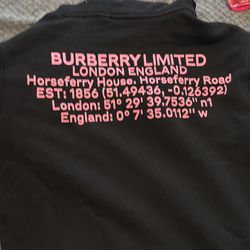 BURBERRY LIMITED
LONDON ENGLAND
Horseferry House. Horseferry Road
EST: 1856 (51.49436, -0.126392)
London: 51° 29' 39.7536'' n1
England: 0° 7' 35.0112'' w